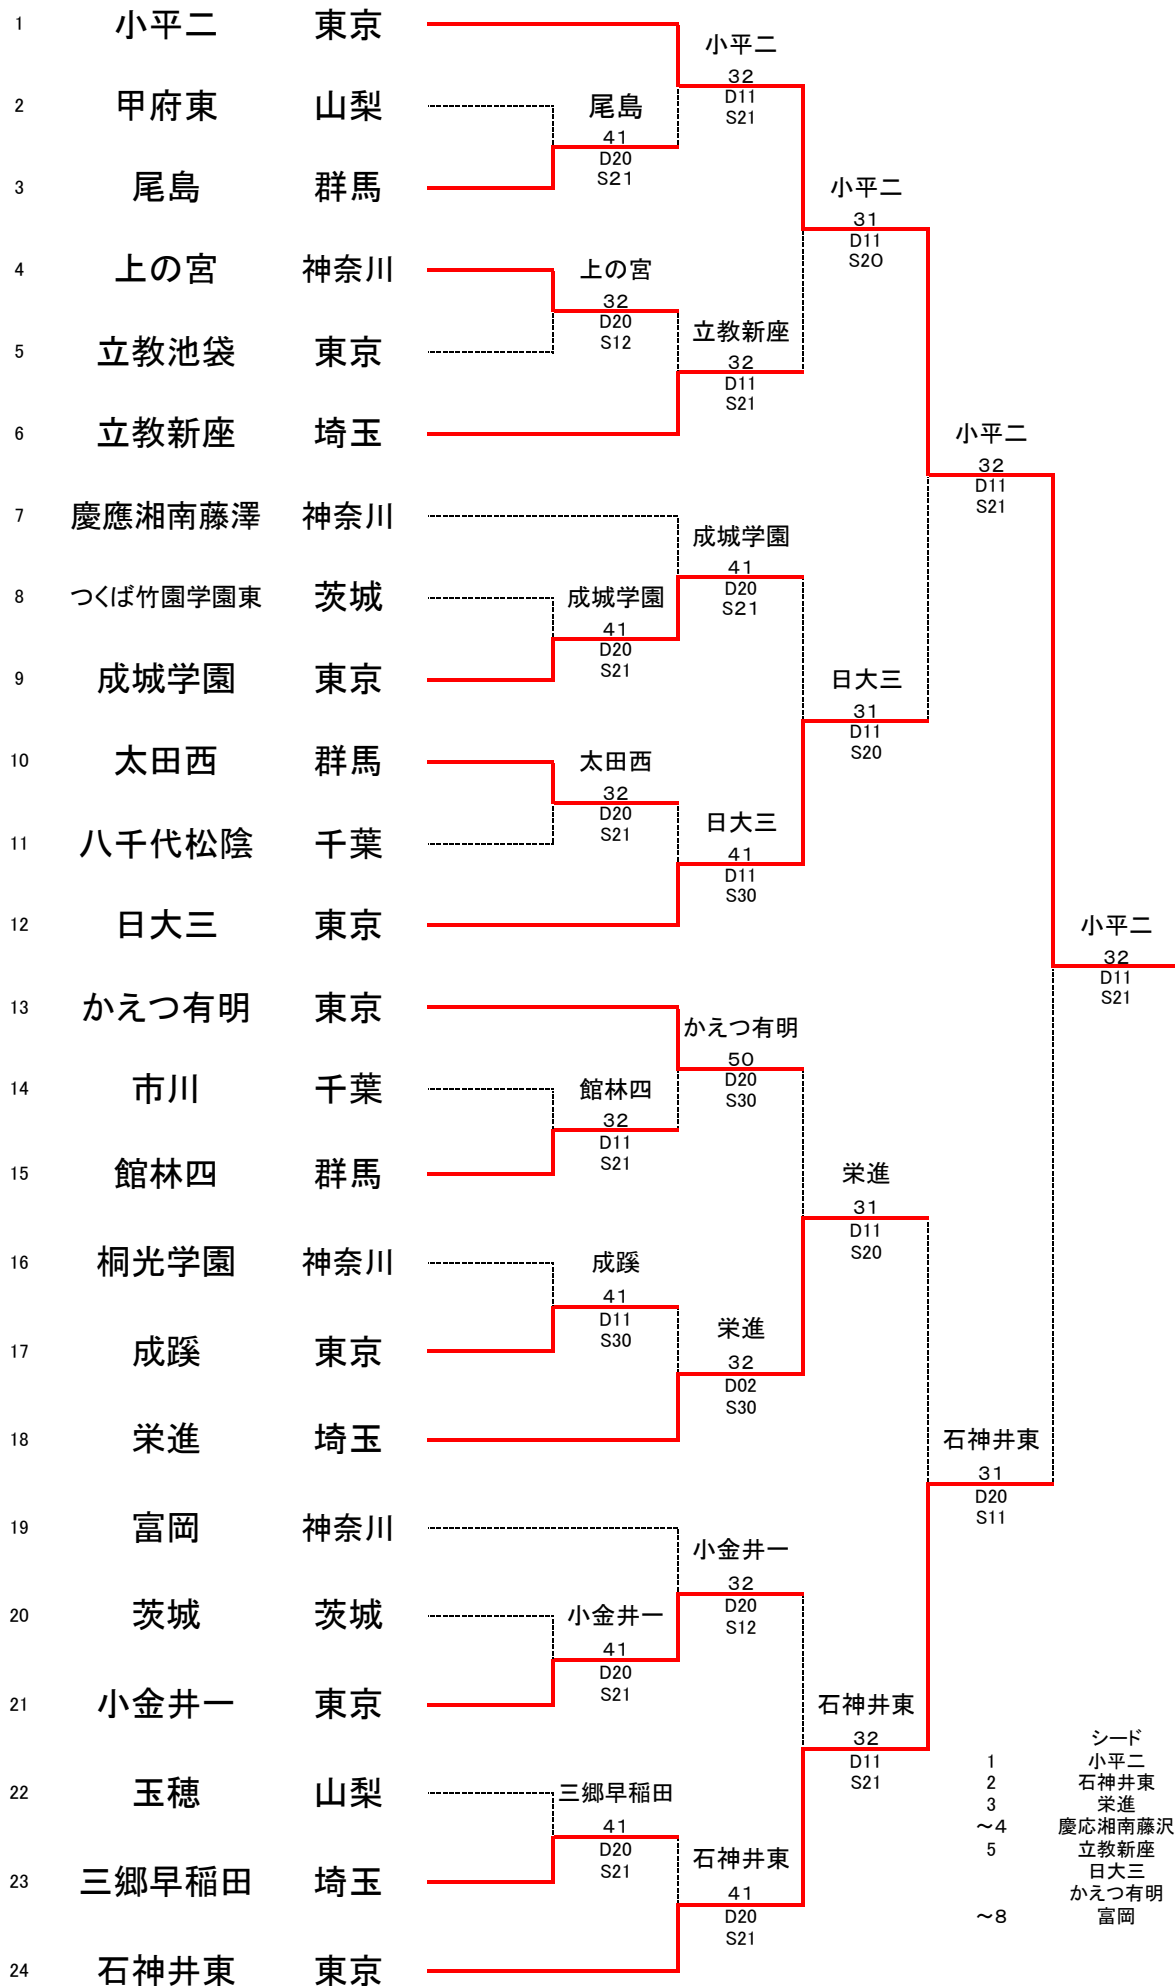 1 小平二 東京
2 甲府東 山梨
3 尾島 群馬
4 上の宮 神奈川
5 立教池袋 東京
6 立教新座 埼玉
7 慶應湘南藤澤 神奈川
8 つくば竹園学園東 茨城
9 成城学園 東京
10 太田西 群馬
11 八千代松陰 千葉
12 日大三 東京
13 かえつ有明 東京
14 市川 千葉
15 館林四 群馬
16 桐光学園 神奈川
17 成蹊 東京
18 栄進 埼玉
19 富岡 神奈川
20 茨城 茨城
21 小金井一 東京
22 玉穂 山梨
23 三郷早稲田 埼玉
24 石神井東 東京
尾島
41
D20
S21
上の宮
32
D20
S12
成城学園
41
D20
S21
太田西
32
D20
S21
館林四
32
D11
S21
成蹊
41
D11
S30
小金井一
41
D20
S21
三郷早稲田
41
D20
S21
小平二
32
D11
S21
立教新座
32
D11
S21
成城学園
41
D20
S21
日大三
41
D11
S30
かえつ有明
50
D20
S30
栄進
32
D02
S30
小金井一
32
D20
S12
石神井東
41
D20
S21
小平二
31
D11
S20
日大三
31
D11
S20
栄進
31
D11
S20
石神井東
32
D11
S21
小平二
32
D11
S21
石神井東
31
D20
S11
小平二
32
D11
S21
シード
1 小平二
2 石神井東
3 栄進
～4 慶応湘南藤沢
5 立教新座
日大三
かえつ有明
～8 富岡